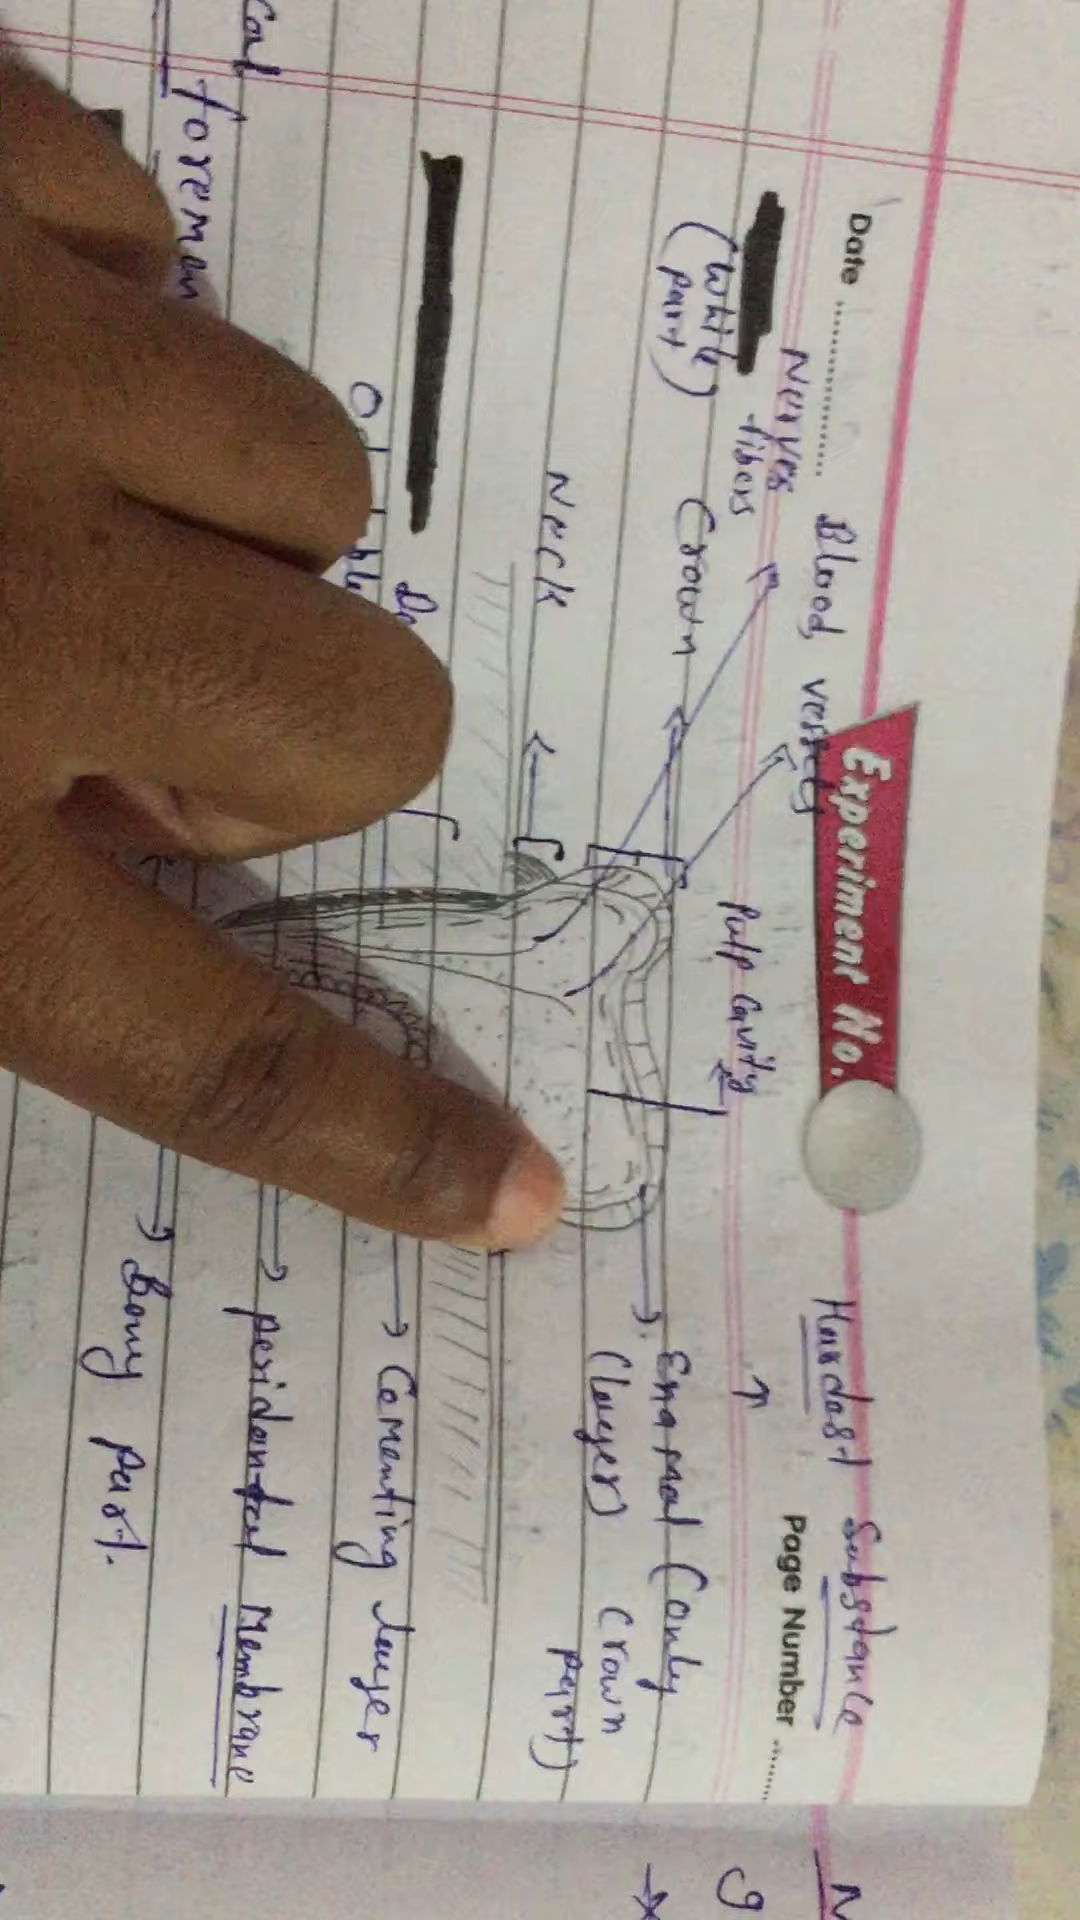 Experiment No.
Date
Page Number
Blood vessels
Hardest Substance
Nerves
fibers
(White
part)
Crown
Pulp Cavity
Enamal (Only
(layer) Crown
part)
Neck
Cementing layer
peridontal Membrane
Bony part.
foremen